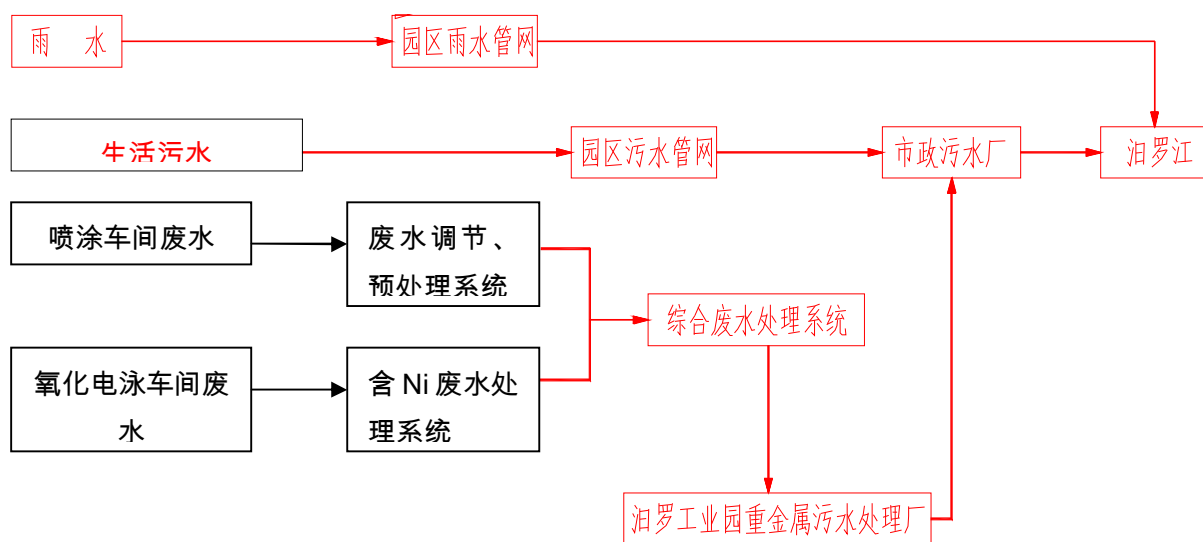 雨 水
园区雨水管网
生活污水
园区污水管网
市政污水厂
汨罗江
喷涂车间废水
废水调节、
预处理系统
综合废水处理系统
氧化电泳车间废
水
含 Ni 废水处
理系统
汨罗工业园重金属污水处理厂